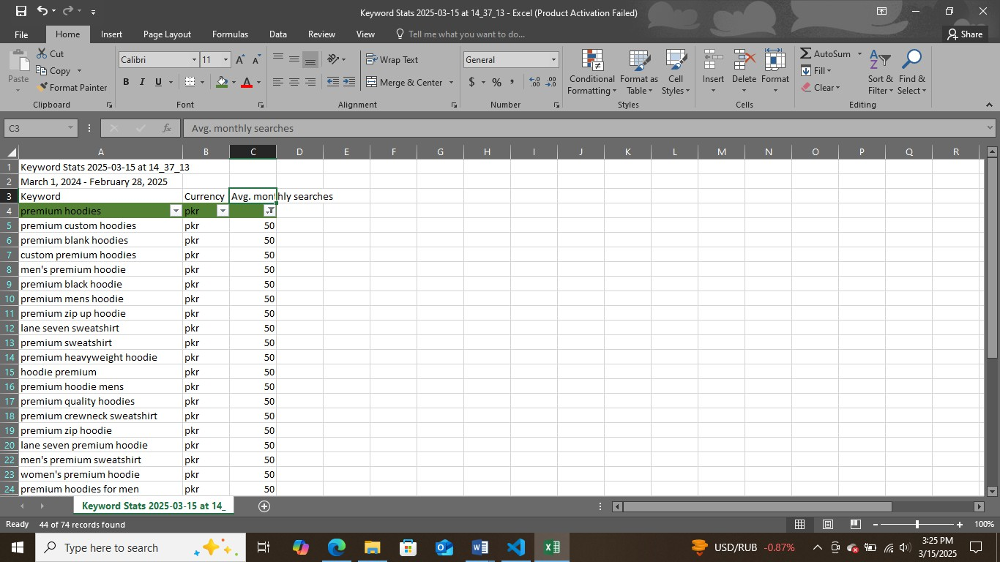 Keyword Stats 2025-03-15 at 14_37_13 - Excel (Product Activation Failed)
File Home Insert Page Layout Formulas Data Review View Tell me what you want to do... Share
Paste
Cut
Copy
Format Painter
Clipboard
Calibri 11
B I U
Font
Wrap Text
Merge & Center
Alignment
General
$ % ,
Number
Conditional Formatting
Format as Table
Cell Styles
Styles
Insert Delete Format
Cells
AutoSum
Fill
Clear
Sort & Filter
Find & Select
Editing
C3 fx Avg. monthly searches
A B C D E F G H I J K L M N O P Q R
1 Keyword Stats 2025-03-15 at 14_37_13
2 March 1, 2024 - February 28, 2025
3 Keyword Currency Avg. monthly searches
4 premium hoodies pkr
5 premium custom hoodies pkr 50
6 premium blank hoodies pkr 50
7 custom premium hoodies pkr 50
8 men's premium hoodie pkr 50
9 premium black hoodie pkr 50
10 premium mens hoodie pkr 50
11 premium zip up hoodie pkr 50
12 lane seven sweatshirt pkr 50
13 premium sweatshirt pkr 50
14 premium heavyweight hoodie pkr 50
15 hoodie premium pkr 50
16 premium hoodie mens pkr 50
17 premium quality hoodies pkr 50
18 premium crewneck sweatshirt pkr 50
19 premium zip hoodie pkr 50
20 lane seven premium hoodie pkr 50
22 men's premium sweatshirt pkr 50
23 women's premium hoodie pkr 50
24 premium hoodies for men pkr 50
Keyword Stats 2025-03-15 at 14_
Ready 44 of 74 records found 100%
Type here to search
USD/RUB -0.87%
3:25 PM
3/15/2025